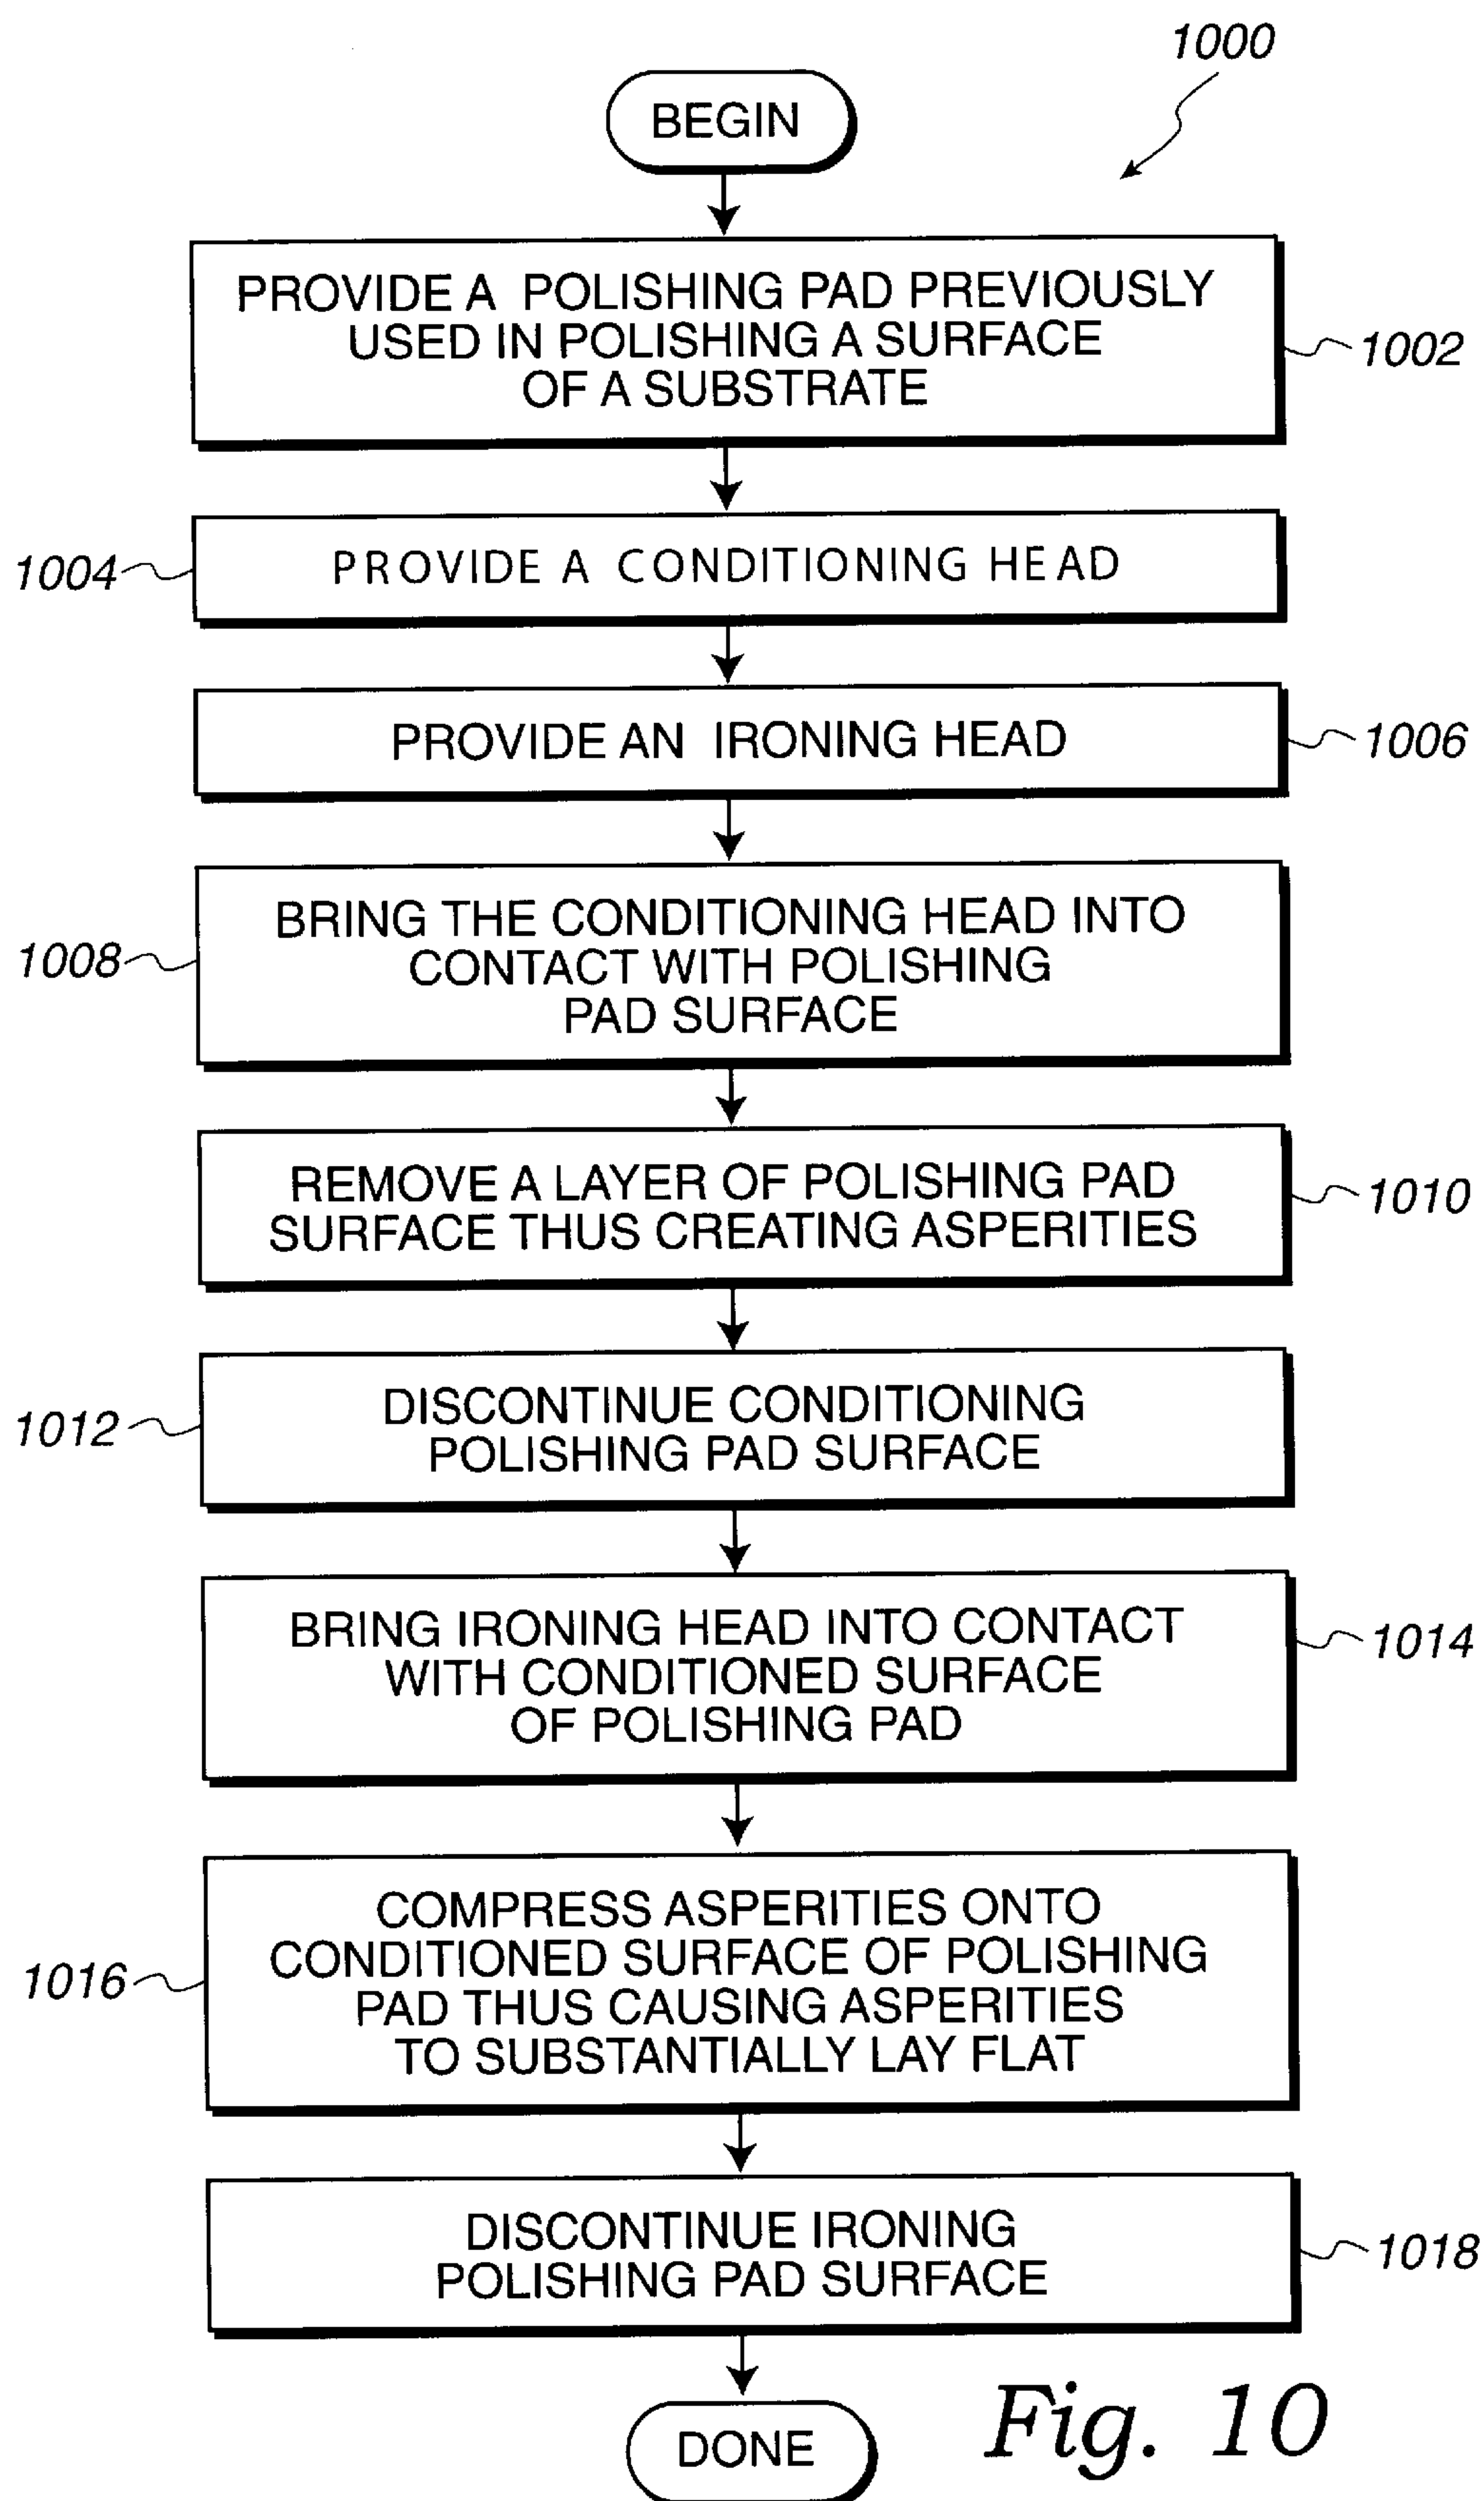 1000
BEGIN
PROVIDE A POLISHING PAD PREVIOUSLY
USED IN POLISHING A SURFACE
OF A SUBSTRATE
1002
1004
PROVIDE A CONDITIONING HEAD
PROVIDE AN IRONING HEAD
1006
BRING THE CONDITIONING HEAD INTO
CONTACT WITH POLISHING
PAD SURFACE
1008
REMOVE A LAYER OF POLISHING PAD
SURFACE THUS CREATING ASPERITIES
1010
DISCONTINUE CONDITIONING
POLISHING PAD SURFACE
1012
BRING IRONING HEAD INTO CONTACT
WITH CONDITIONED SURFACE
OF POLISHING PAD
1014
COMPRESS ASPERITIES ONTO
CONDITIONED SURFACE OF POLISHING
PAD THUS CAUSING ASPERITIES
TO SUBSTANTIALLY LAY FLAT
1016
DISCONTINUE IRONING
POLISHING PAD SURFACE
1018
DONE
Fig. 10